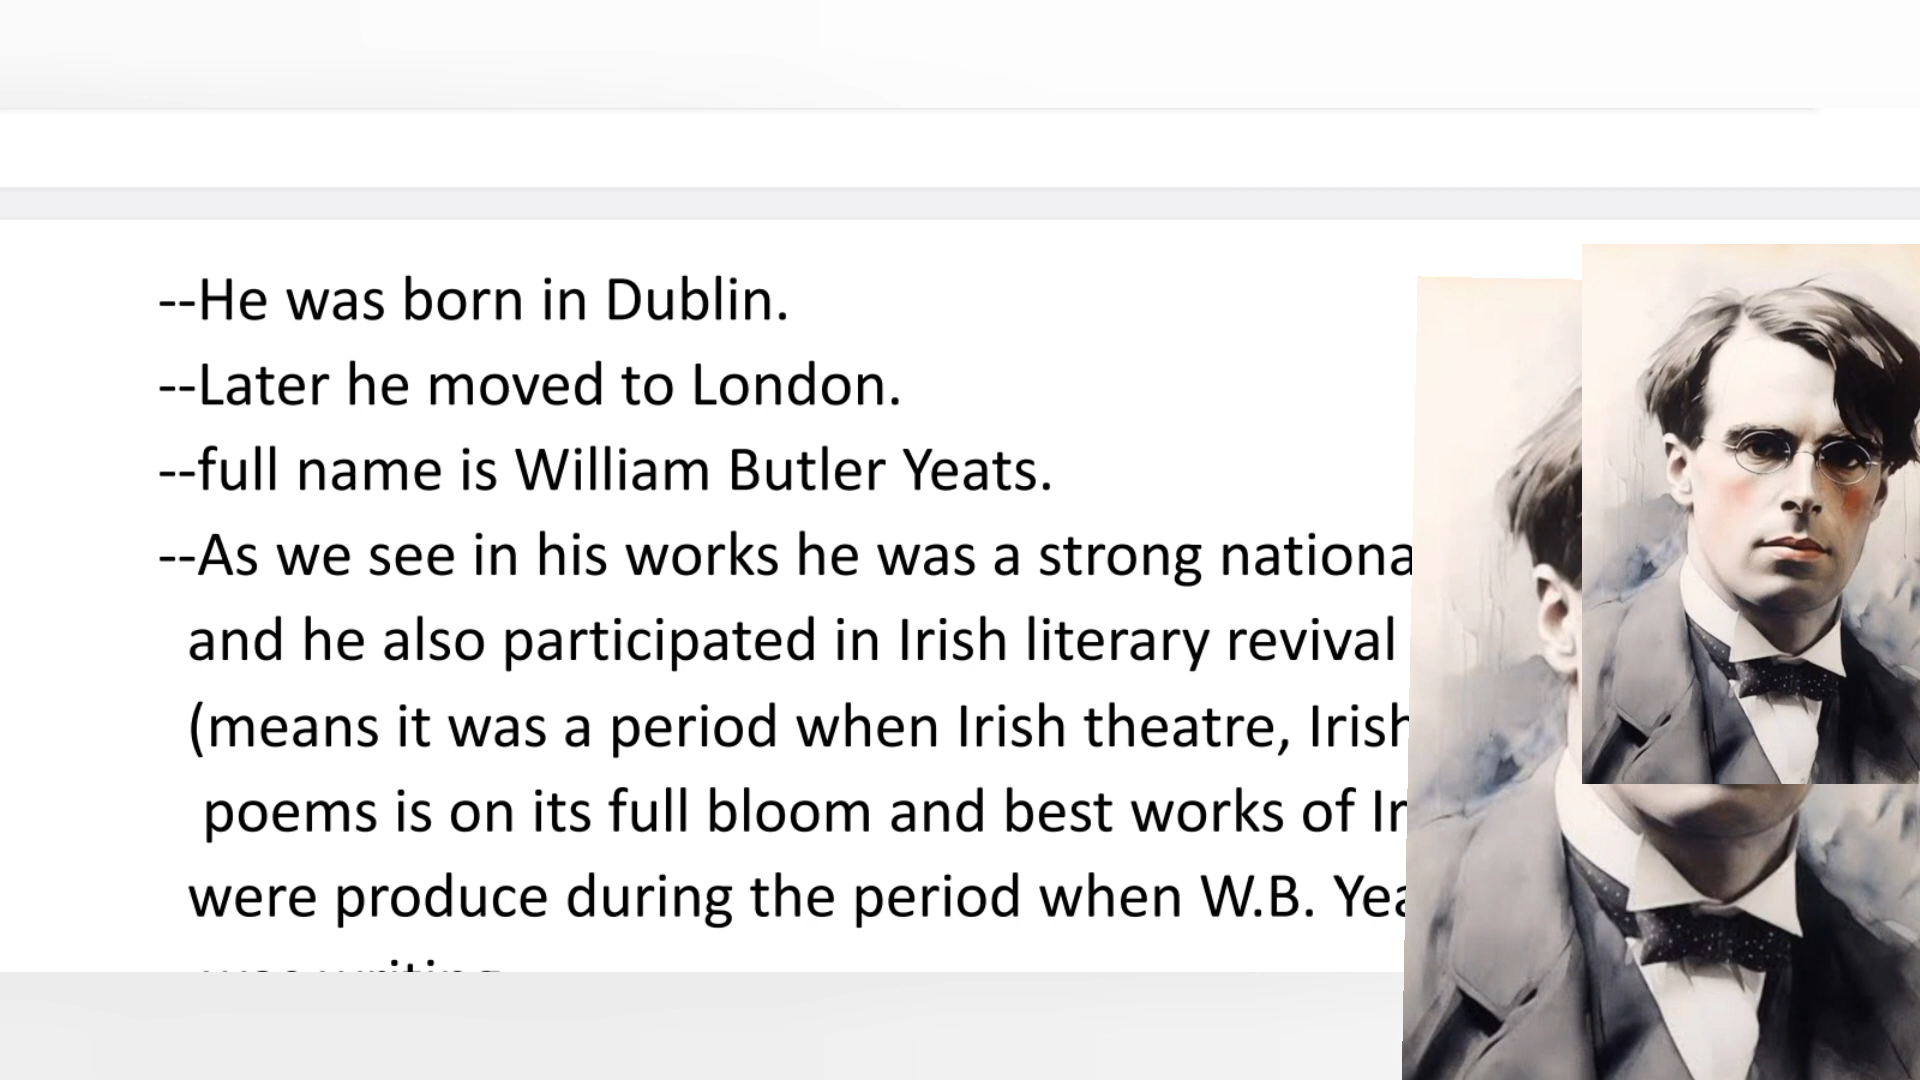 --He was born in Dublin.
--Later he moved to London.
--full name is William Butler Yeats.
--As we see in his works he was a strong
and he also participated in Irish literary revival
(means it was a period when Irish theatre, Irish
poems is on its full bloom and best works of
were produce during the period when W.B.